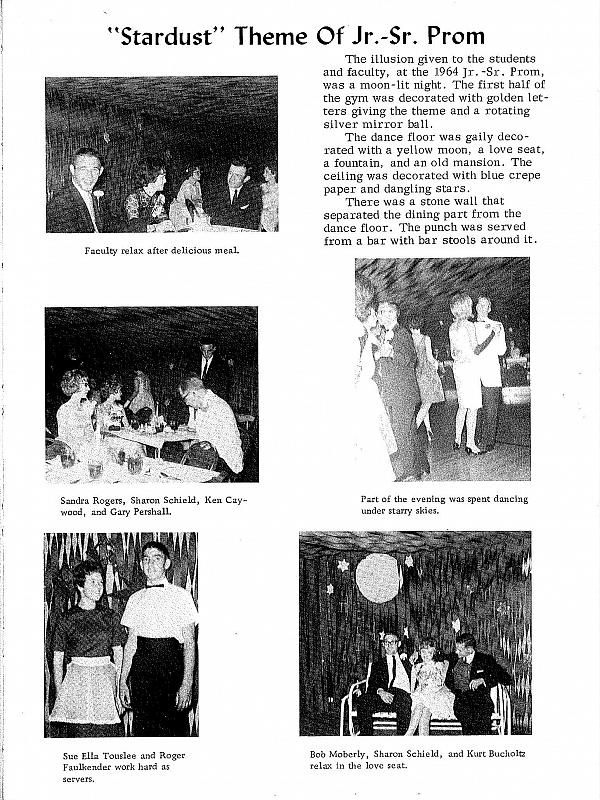 "Stardust" Theme Of Jr.-Sr. Prom
The illusion given to the students
and faculty, at the 1964 Jr.-Sr. Prom,
was a moon-lit night. The first half of
the gym was decorated with golden let-
ters giving the theme and a rotating
silver mirror ball.
The dance floor was gaily deco-
rated with a yellow moon, a love seat,
a fountain, and an old mansion. The
ceiling was decorated with blue crepe
paper and dangling stars.
There was a stone wall that
separated the dining part from the
dance floor. The punch was served
from a bar with bar stools around it.
Faculty relax after delicious meal.
Sandra Rogers, Sharon Schield, Ken Cay-
wood, and Gary Pershall.
Part of the evening was spent dancing
under starry skies.
Sue Ella Touslee and Roger
Faulkender work hard as
servers.
Bob Moberly, Sharon Schield, and Kurt Bucholtz
relax in the love seat.